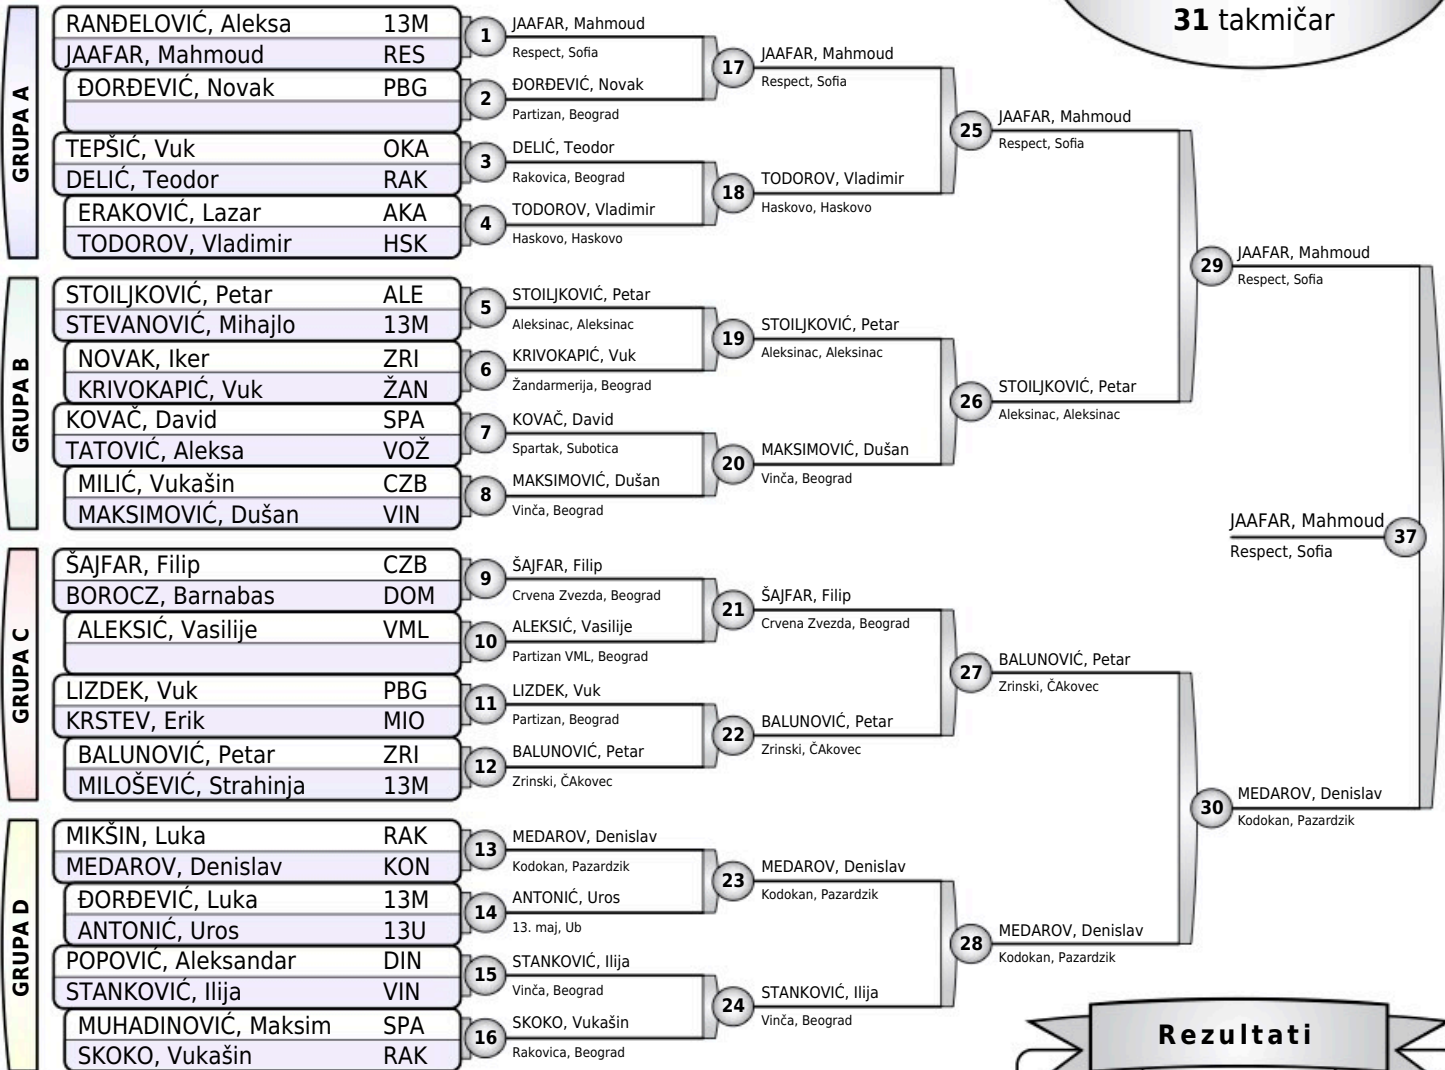 31 takmičar
GRUPA A
RANĐELOVIĆ, Aleksa 13M
JAAFAR, Mahmoud RES
ĐORĐEVIĆ, Novak PBG
TEPŠIĆ, Vuk OKA
DELIĆ, Teodor RAK
ERAKOVIĆ, Lazar AKA
TODOROV, Vladimir HSK
GRUPA B
STOILJKOVIĆ, Petar ALE
STEVANOVIĆ, Mihajlo 13M
NOVAK, Iker ZRI
KRIVOKAPIĆ, Vuk ŽAN
KOVAČ, David SPA
TATOVIĆ, Aleksa VOŽ
MILIĆ, Vukašin CZB
MAKSIMOVIĆ, Dušan VIN
GRUPA C
ŠAJFAR, Filip CZB
BOROCZ, Barnabas DOM
ALEKSIĆ, Vasilije VML
LIZDEK, Vuk PBG
KRSTEV, Erik MIO
BALUNOVIĆ, Petar ZRI
MILOŠEVIĆ, Strahinja 13M
GRUPA D
MIKŠIN, Luka RAK
MEDAROV, Denislav KON
ĐORĐEVIĆ, Luka 13M
ANTONIĆ, Uros 13U
POPOVIĆ, Aleksandar DIN
STANKOVIĆ, Ilija VIN
MUHADINOVIĆ, Maksim SPA
SKOKO, Vukašin RAK
1 JAAFAR, Mahmoud
Respect, Sofia
2 ĐORĐEVIĆ, Novak
Partizan, Beograd
3 DELIĆ, Teodor
Rakovica, Beograd
4 TODOROV, Vladimir
Haskovo, Haskovo
5 STOILJKOVIĆ, Petar
Aleksinac, Aleksinac
6 KRIVOKAPIĆ, Vuk
Žandarmerija, Beograd
7 KOVAČ, David
Spartak, Subotica
8 MAKSIMOVIĆ, Dušan
Vinča, Beograd
9 ŠAJFAR, Filip
Crvena Zvezda, Beograd
10 ALEKSIĆ, Vasilije
Partizan VML, Beograd
11 LIZDEK, Vuk
Partizan, Beograd
12 BALUNOVIĆ, Petar
Zrinski, ČAkovec
13 MEDAROV, Denislav
Kodokan, Pazardzik
14 ANTONIĆ, Uros
13. maj, Ub
15 STANKOVIĆ, Ilija
Vinča, Beograd
16 SKOKO, Vukašin
Rakovica, Beograd
17 JAAFAR, Mahmoud
Respect, Sofia
18 TODOROV, Vladimir
Haskovo, Haskovo
19 STOILJKOVIĆ, Petar
Aleksinac, Aleksinac
20 MAKSIMOVIĆ, Dušan
Vinča, Beograd
21 ŠAJFAR, Filip
Crvena Zvezda, Beograd
22 BALUNOVIĆ, Petar
Zrinski, ČAkovec
23 MEDAROV, Denislav
Kodokan, Pazardzik
24 STANKOVIĆ, Ilija
Vinča, Beograd
25 JAAFAR, Mahmoud
Respect, Sofia
26 STOILJKOVIĆ, Petar
Aleksinac, Aleksinac
27 BALUNOVIĆ, Petar
Zrinski, ČAkovec
28 MEDAROV, Denislav
Kodokan, Pazardzik
29 JAAFAR, Mahmoud
Respect, Sofia
30 MEDAROV, Denislav
Kodokan, Pazardzik
JAAFAR, Mahmoud 37
Respect, Sofia
Rezultati